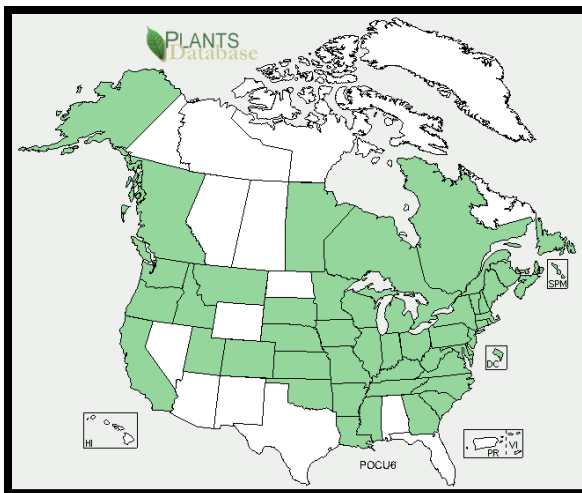 PLANTS
Database
SPM
DC
HI
PR VI
POCU6